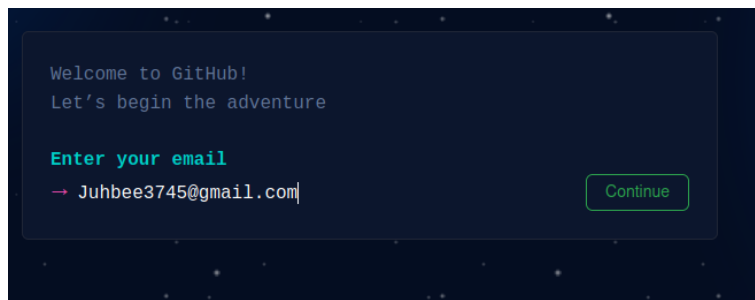 Welcome to GitHub!
Let’s begin the adventure
Enter your email
→ Juhbee3745@gmail.com
Continue